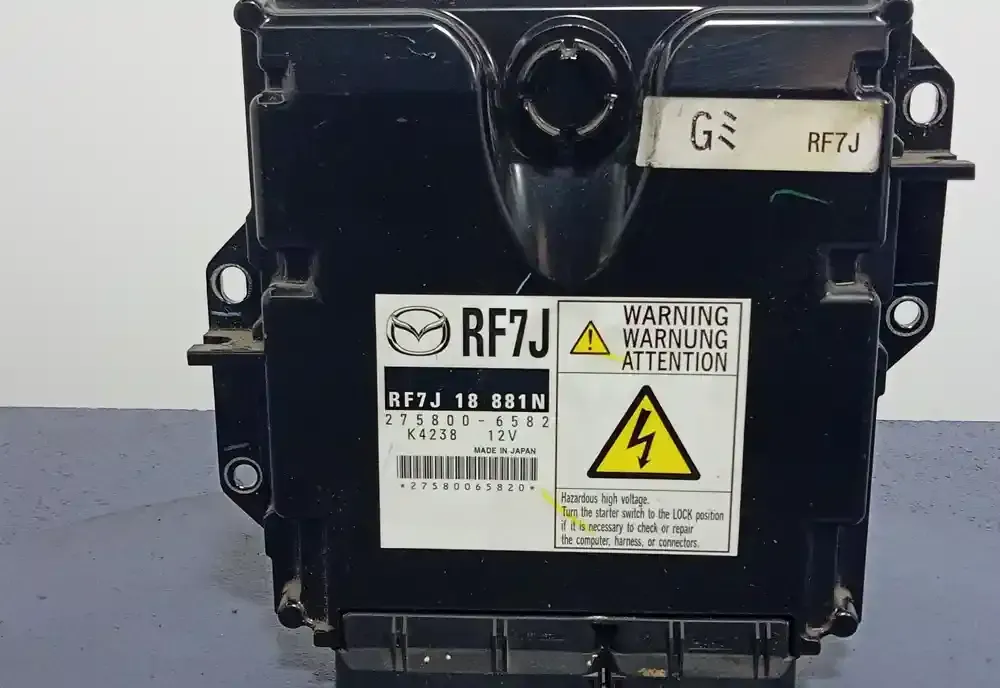 G
RF7J
RF7J
RF7J 18 881N
275800-6582
K4238 12V
MADE IN JAPAN
*27580065820*
WARNING
WARNUNG
ATTENTION
Hazardous high voltage.
Turn the starter switch to the LOCK position
if it is necessary to check or repair
the computer, harness, or connectors.